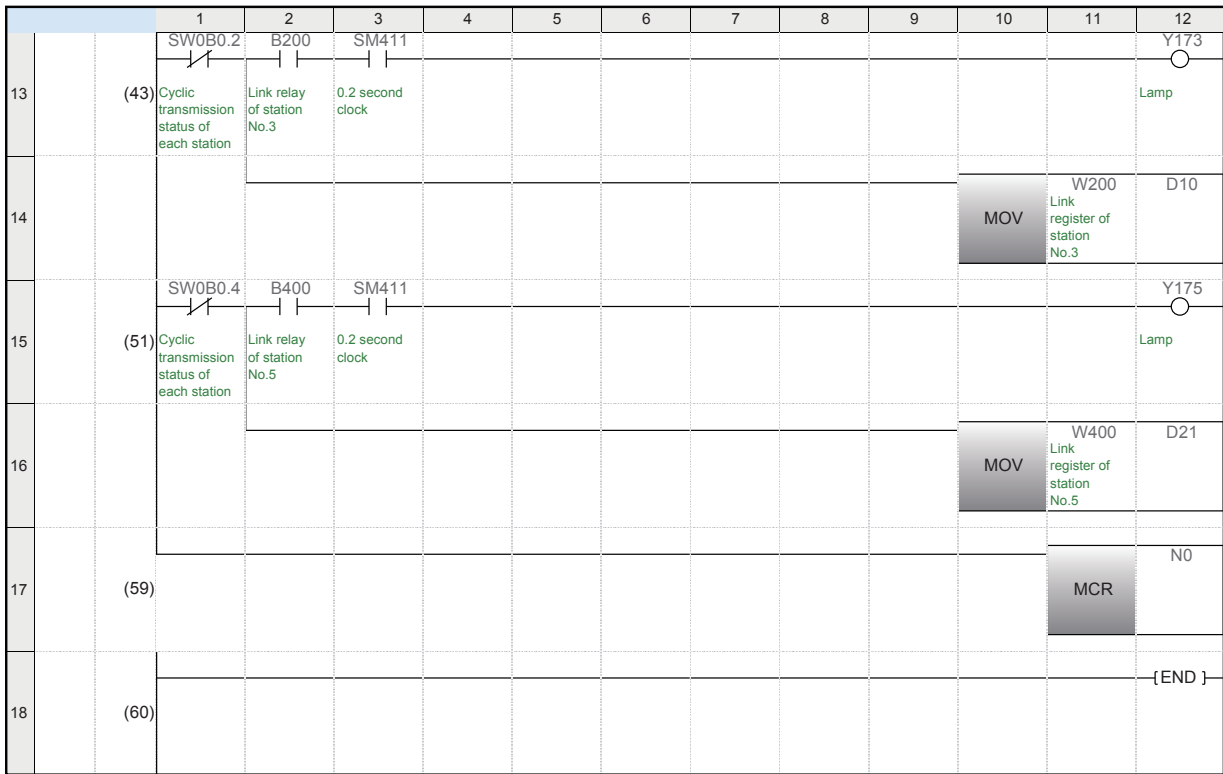 1 2 3 4 5 6 7 8 9 10 11 12
SW0B0.2 B200 SM411 Y173
13 (43) Cyclic Link relay 0.2 second Lamp
transmission of station clock
status of No.3
each station
W200 D10
14 MOV Link
register of
station
No.3
SW0B0.4 B400 SM411 Y175
15 (51) Cyclic Link relay 0.2 second Lamp
transmission of station clock
status of No.5
each station
W400 D21
16 MOV Link
register of
station
No.5
N0
17 (59) MCR
[END]
18 (60)